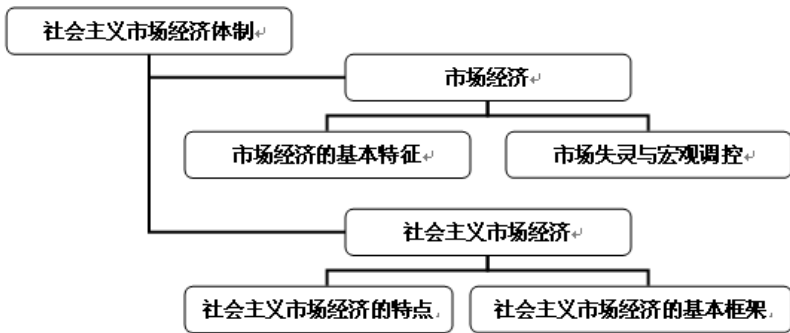 社会主义市场经济体制
市场经济
市场经济的基本特征
市场失灵与宏观调控
社会主义市场经济
社会主义市场经济的特点
社会主义市场经济的基本框架